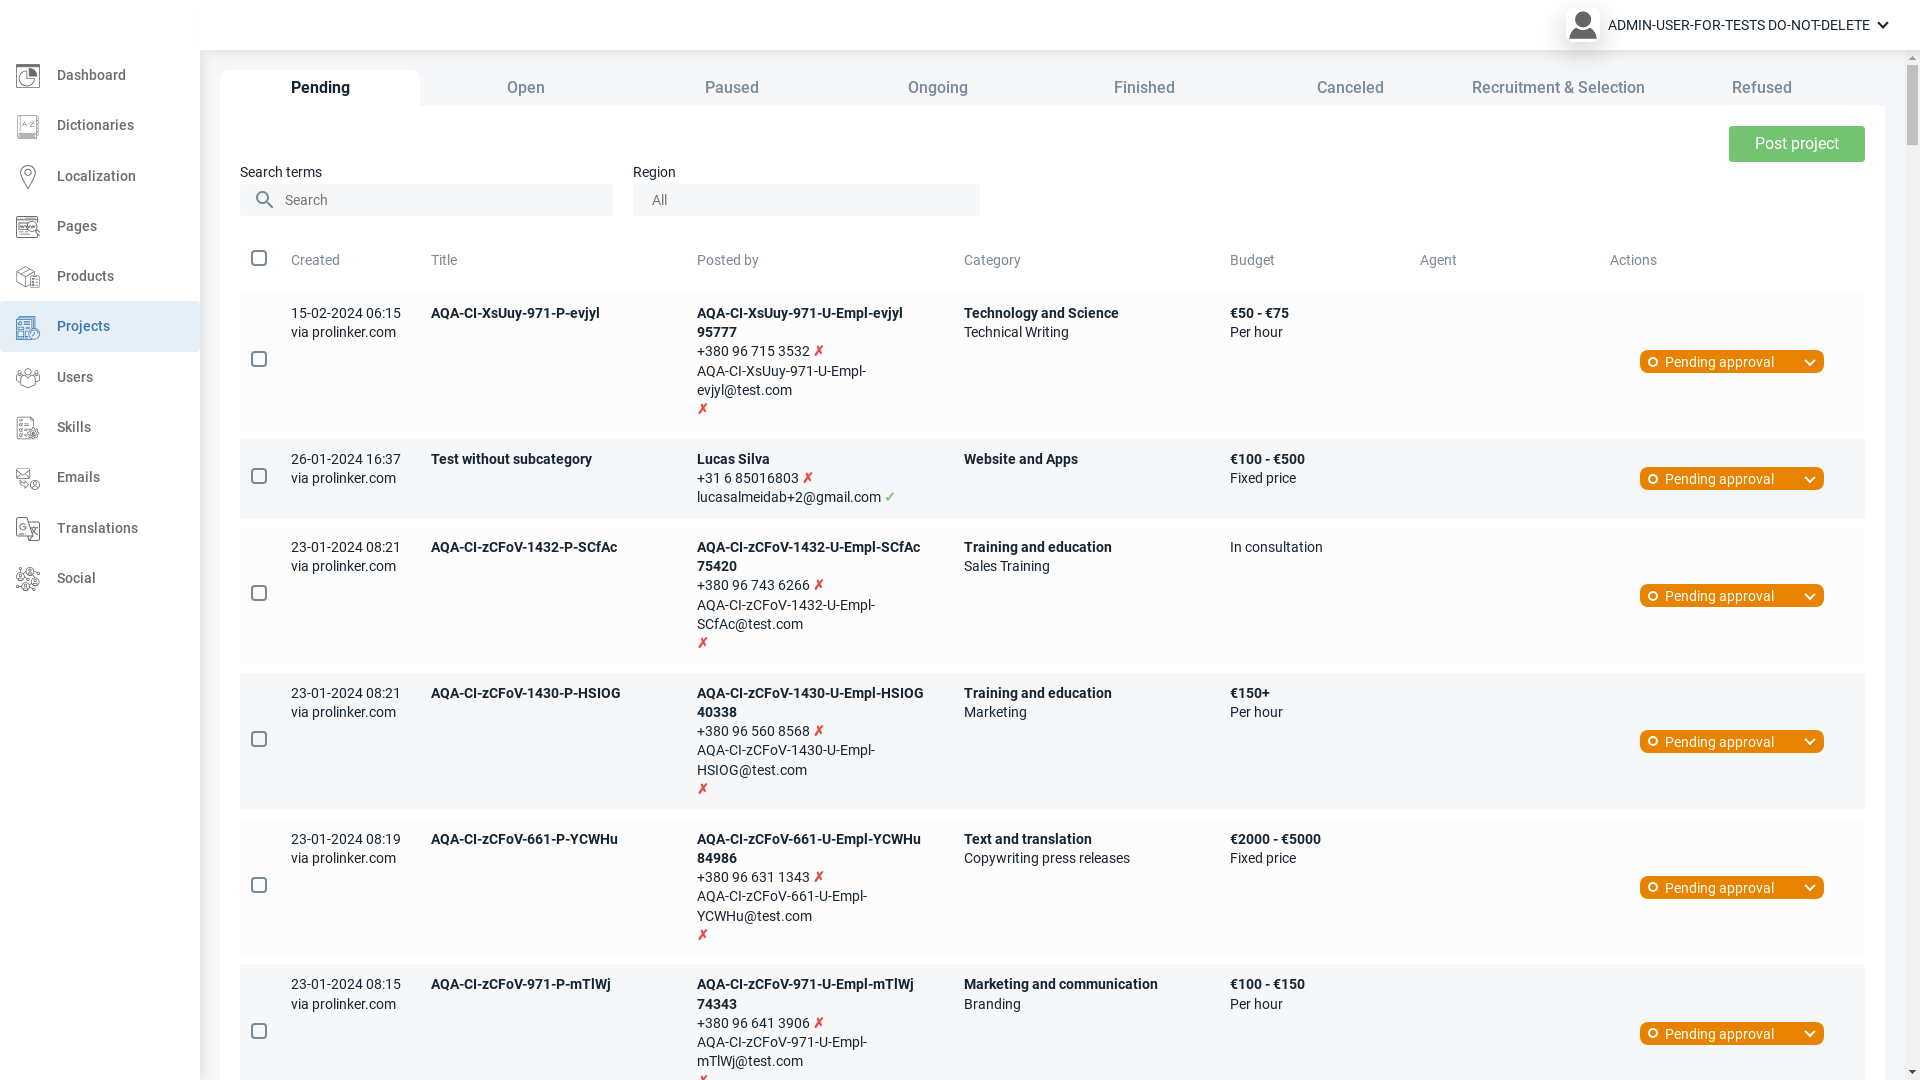 ADMIN-USER-FOR-TESTS DO-NOT-DELETE
Dashboard
Dictionaries
Localization
Pages
Products
Projects
Users
Skills
Emails
Translations
Social
Pending
Open
Paused
Ongoing
Finished
Canceled
Recruitment & Selection
Refused
Post project
Search terms
Region
Search
All
Created
Title
Posted by
Category
Budget
Agent
Actions
15-02-2024 06:15
via prolinker.com
AQA-CI-XsUuy-971-P-evjyl
AQA-CI-XsUuy-971-U-Empl-evjyl
95777
+380 96 715 3532 ✗
AQA-CI-XsUuy-971-U-Empl-
evjyl@test.com
✗
Technology and Science
Technical Writing
€50 - €75
Per hour
Pending approval
26-01-2024 16:37
via prolinker.com
Test without subcategory
Lucas Silva
+31 6 85016803 ✗
lucasalmeidab+2@gmail.com ✓
Website and Apps
€100 - €500
Fixed price
Pending approval
23-01-2024 08:21
via prolinker.com
AQA-CI-zCFoV-1432-P-SCfAc
AQA-CI-zCFoV-1432-U-Empl-SCfAc
75420
+380 96 743 6266 ✗
AQA-CI-zCFoV-1432-U-Empl-
SCfAc@test.com
✗
Training and education
Sales Training
In consultation
Pending approval
23-01-2024 08:21
via prolinker.com
AQA-CI-zCFoV-1430-P-HSIOG
AQA-CI-zCFoV-1430-U-Empl-HSIOG
40338
+380 96 560 8568 ✗
AQA-CI-zCFoV-1430-U-Empl-
HSIOG@test.com
✗
Training and education
Marketing
€150+
Per hour
Pending approval
23-01-2024 08:19
via prolinker.com
AQA-CI-zCFoV-661-P-YCWHu
AQA-CI-zCFoV-661-U-Empl-YCWHu
84986
+380 96 631 1343 ✗
AQA-CI-zCFoV-661-U-Empl-
YCWHu@test.com
✗
Text and translation
Copywriting press releases
€2000 - €5000
Fixed price
Pending approval
23-01-2024 08:15
via prolinker.com
AQA-CI-zCFoV-971-P-mTlWj
AQA-CI-zCFoV-971-U-Empl-mTlWj
74343
+380 96 641 3906 ✗
AQA-CI-zCFoV-971-U-Empl-
mTlWj@test.com
✗
Marketing and communication
Branding
€100 - €150
Per hour
Pending approval